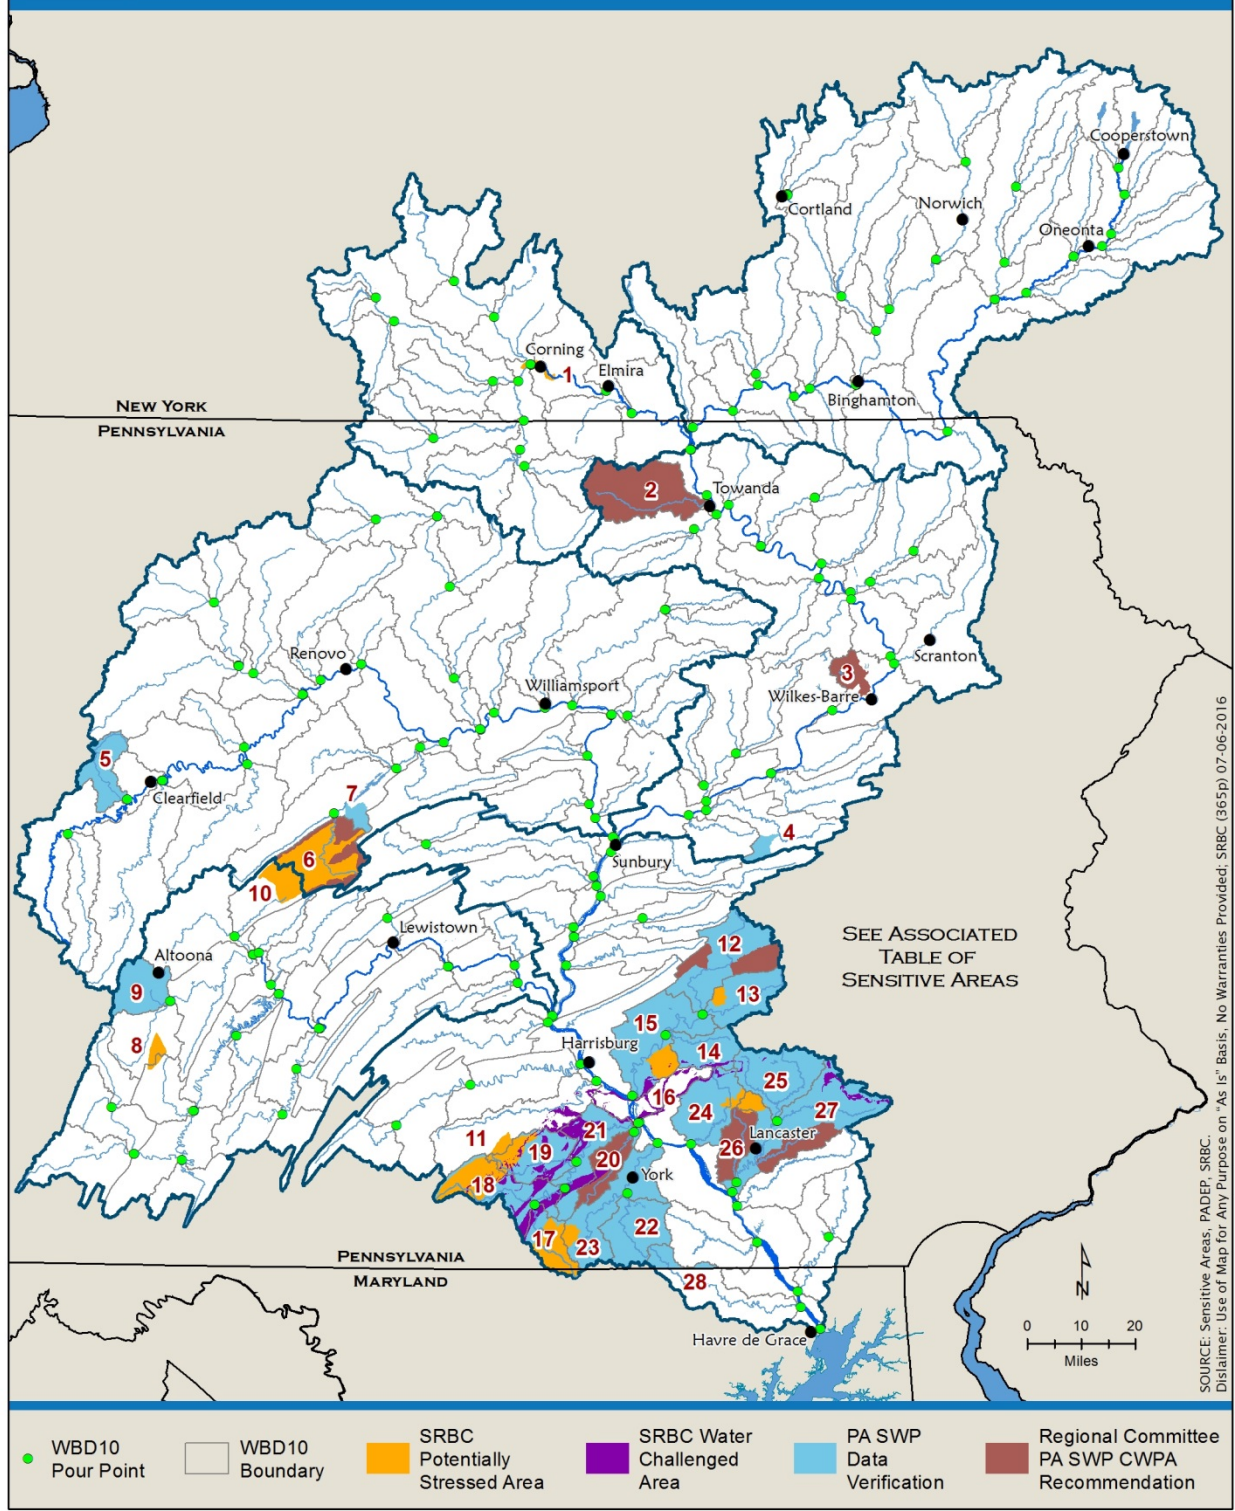 Cooperstown
Cortland
Norwich
Oneonta
Corning
1
Elmira
Binghamton
NEW YORK
PENNSYLVANIA
2
Towanda
Renovo
Scranton
3
Williamsport
Wilkes-Barre
5
Clearfield
7
4
6
Sunbury
10
Lewistown
SEE ASSOCIATED
TABLE OF
SENSITIVE AREAS
12
Altoona
9
13
15
8
Harrisburg
14
16
25
24
27
11
21
19
20
26
Lancaster
18
York
17
23
22
PENNSYLVANIA
MARYLAND
28
N
Havre de Grace
0 10 20
Miles
SOURCE: Sensitive Areas, PADEP, SRBC.
Dislaimer: Use of Map for Any Purpose on "As Is" Basis, No Warranties Provided; SRBC (365p) 07-06-2016
WBD10
Pour Point
WBD10
Boundary
SRBC
Potentially
Stressed Area
SRBC Water
Challenged
Area
PA SWP
Data
Verification
Regional Committee
PA SWP CWPA
Recommendation